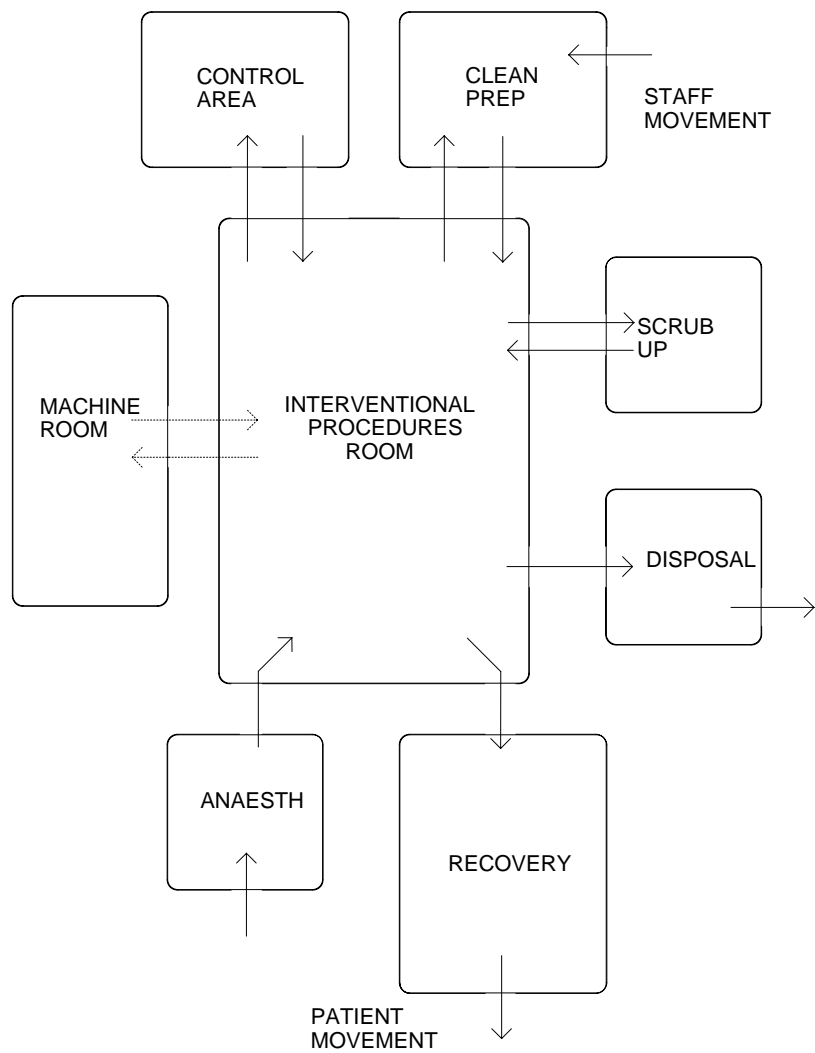 CONTROL
AREA
CLEAN
PREP
STAFF
MOVEMENT
SCRUB
UP
MACHINE
ROOM
INTERVENTIONAL
PROCEDURES
ROOM
DISPOSAL
ANAESTH
RECOVERY
PATIENT
MOVEMENT